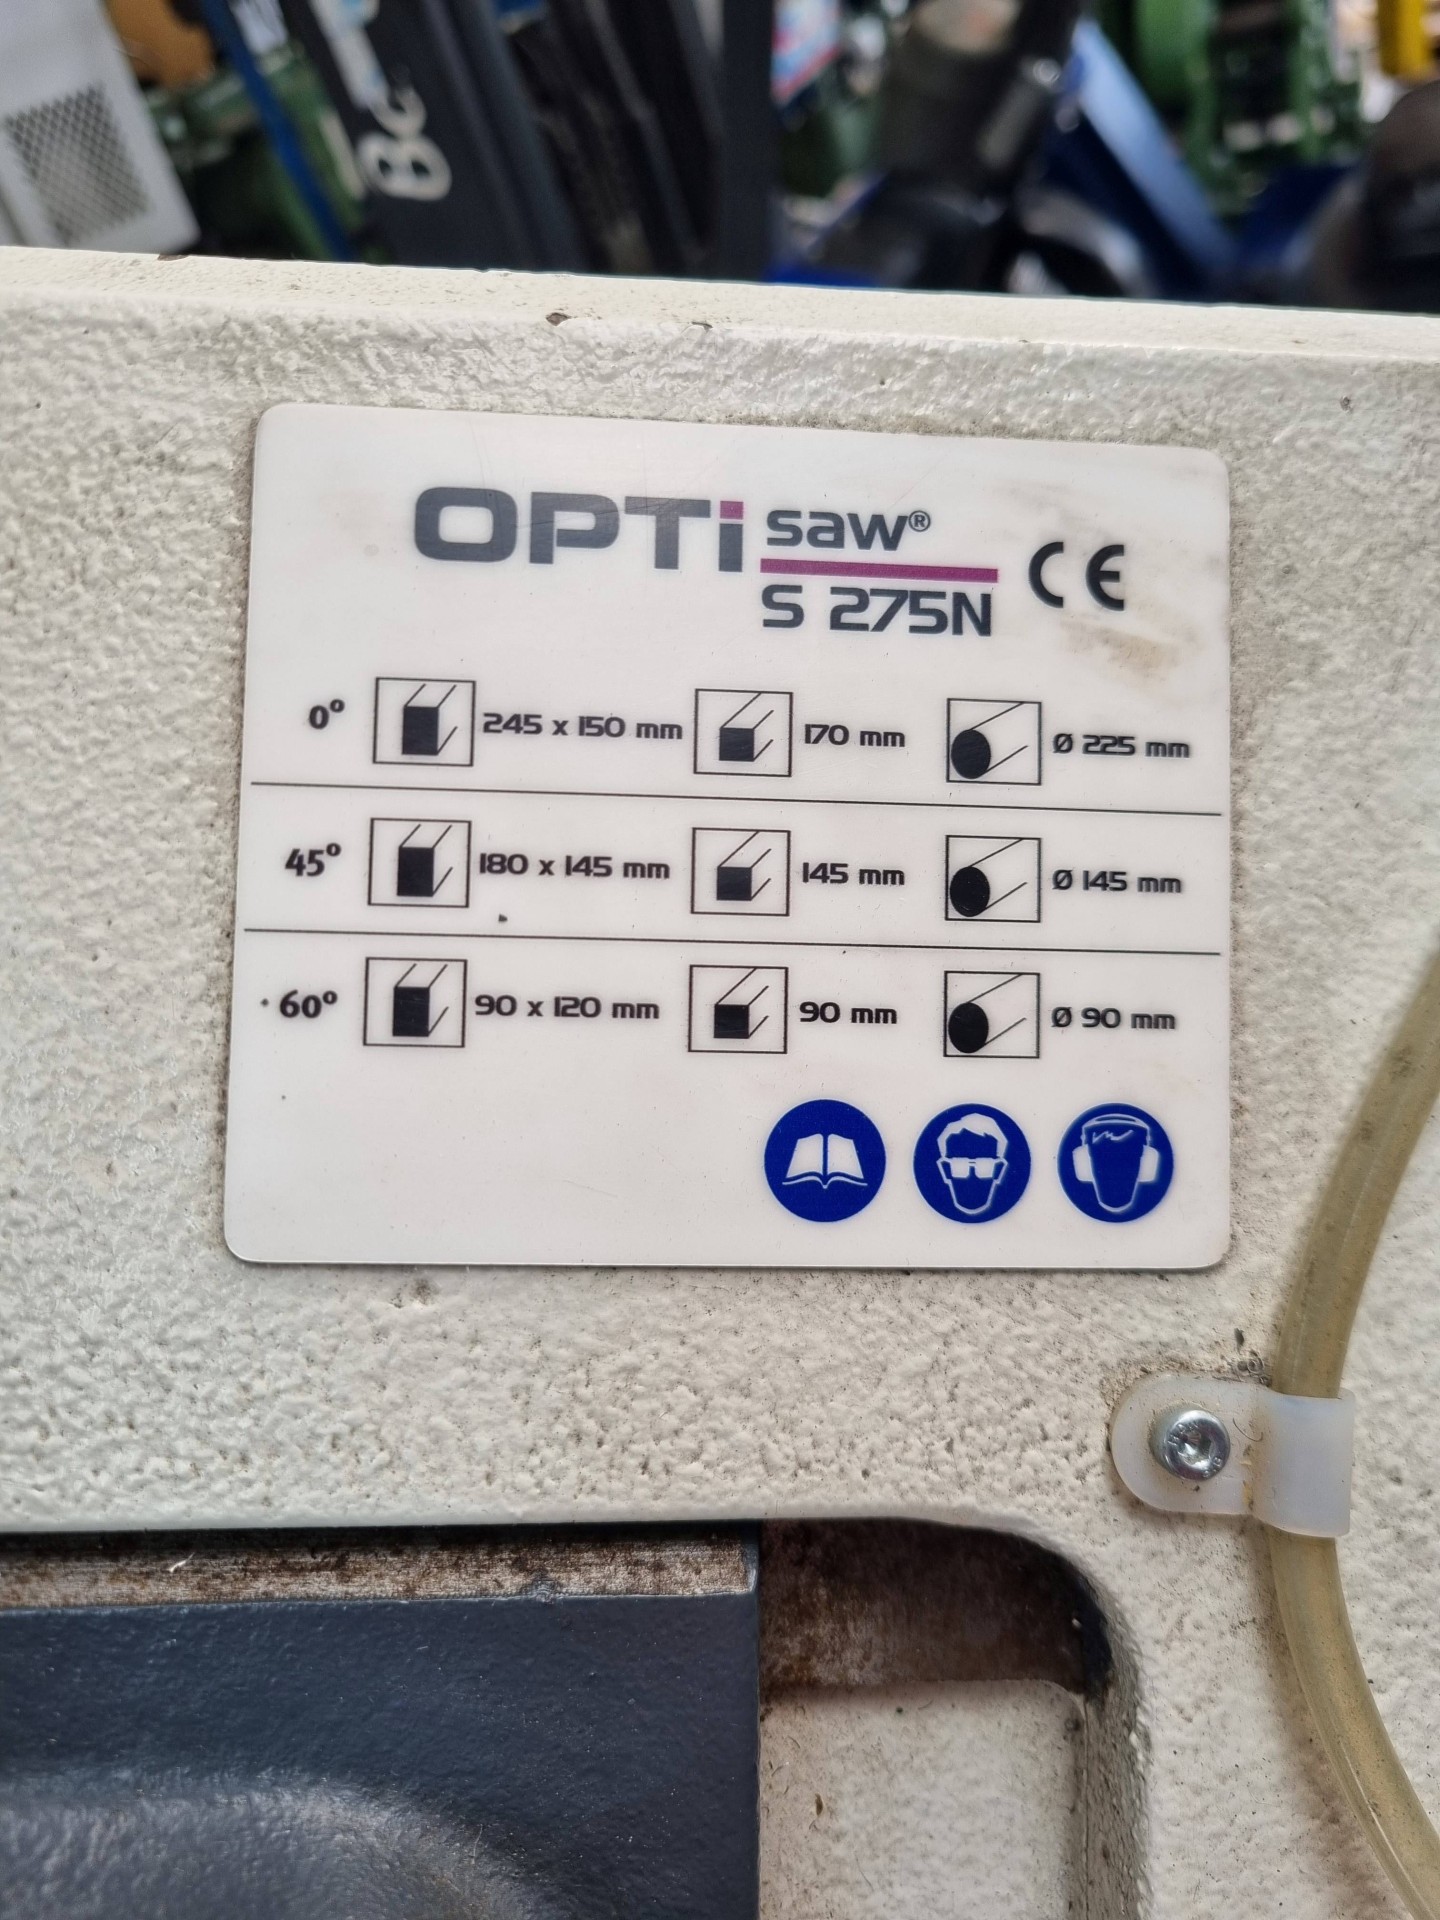 OPTi saw®
S 275N
CE
0° 245 x 150 mm 170 mm Ø 225 mm
45° 180 x 145 mm 145 mm Ø 145 mm
60° 90 x 120 mm 90 mm Ø 90 mm